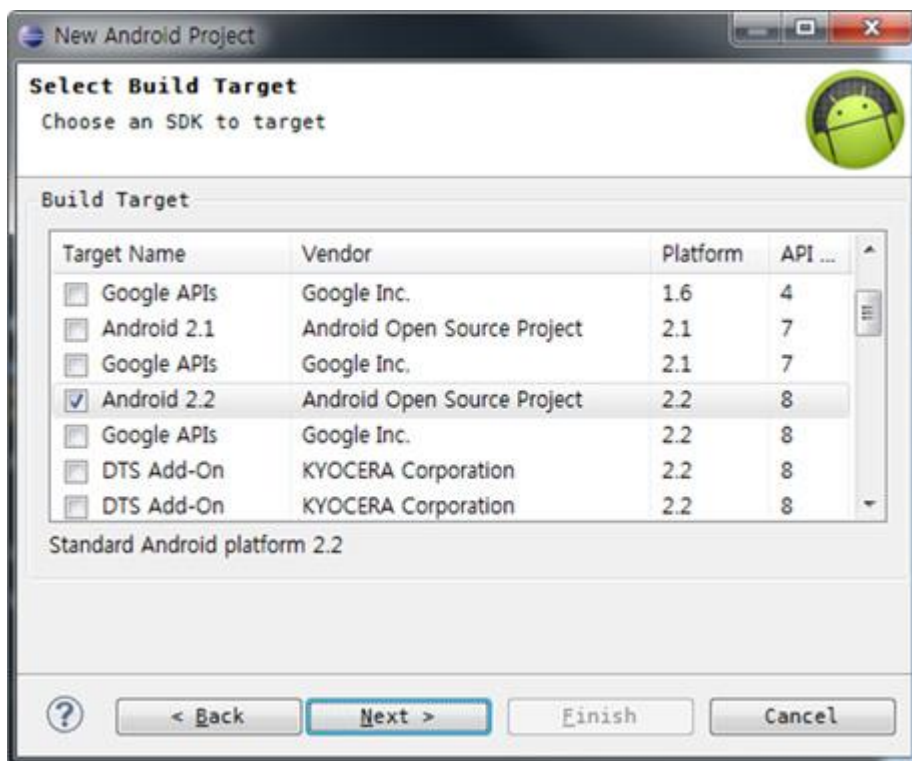 New Android Project
Select Build Target
Choose an SDK to target
Build Target
Target Name Vendor Platform API ...
Google APIs Google Inc. 1.6 4
Android 2.1 Android Open Source Project 2.1 7
Google APIs Google Inc. 2.1 7
Android 2.2 Android Open Source Project 2.2 8
Google APIs Google Inc. 2.2 8
DTS Add-On KYOCERA Corporation 2.2 8
DTS Add-On KYOCERA Corporation 2.2 8
Standard Android platform 2.2
? < Back Next > Finish Cancel